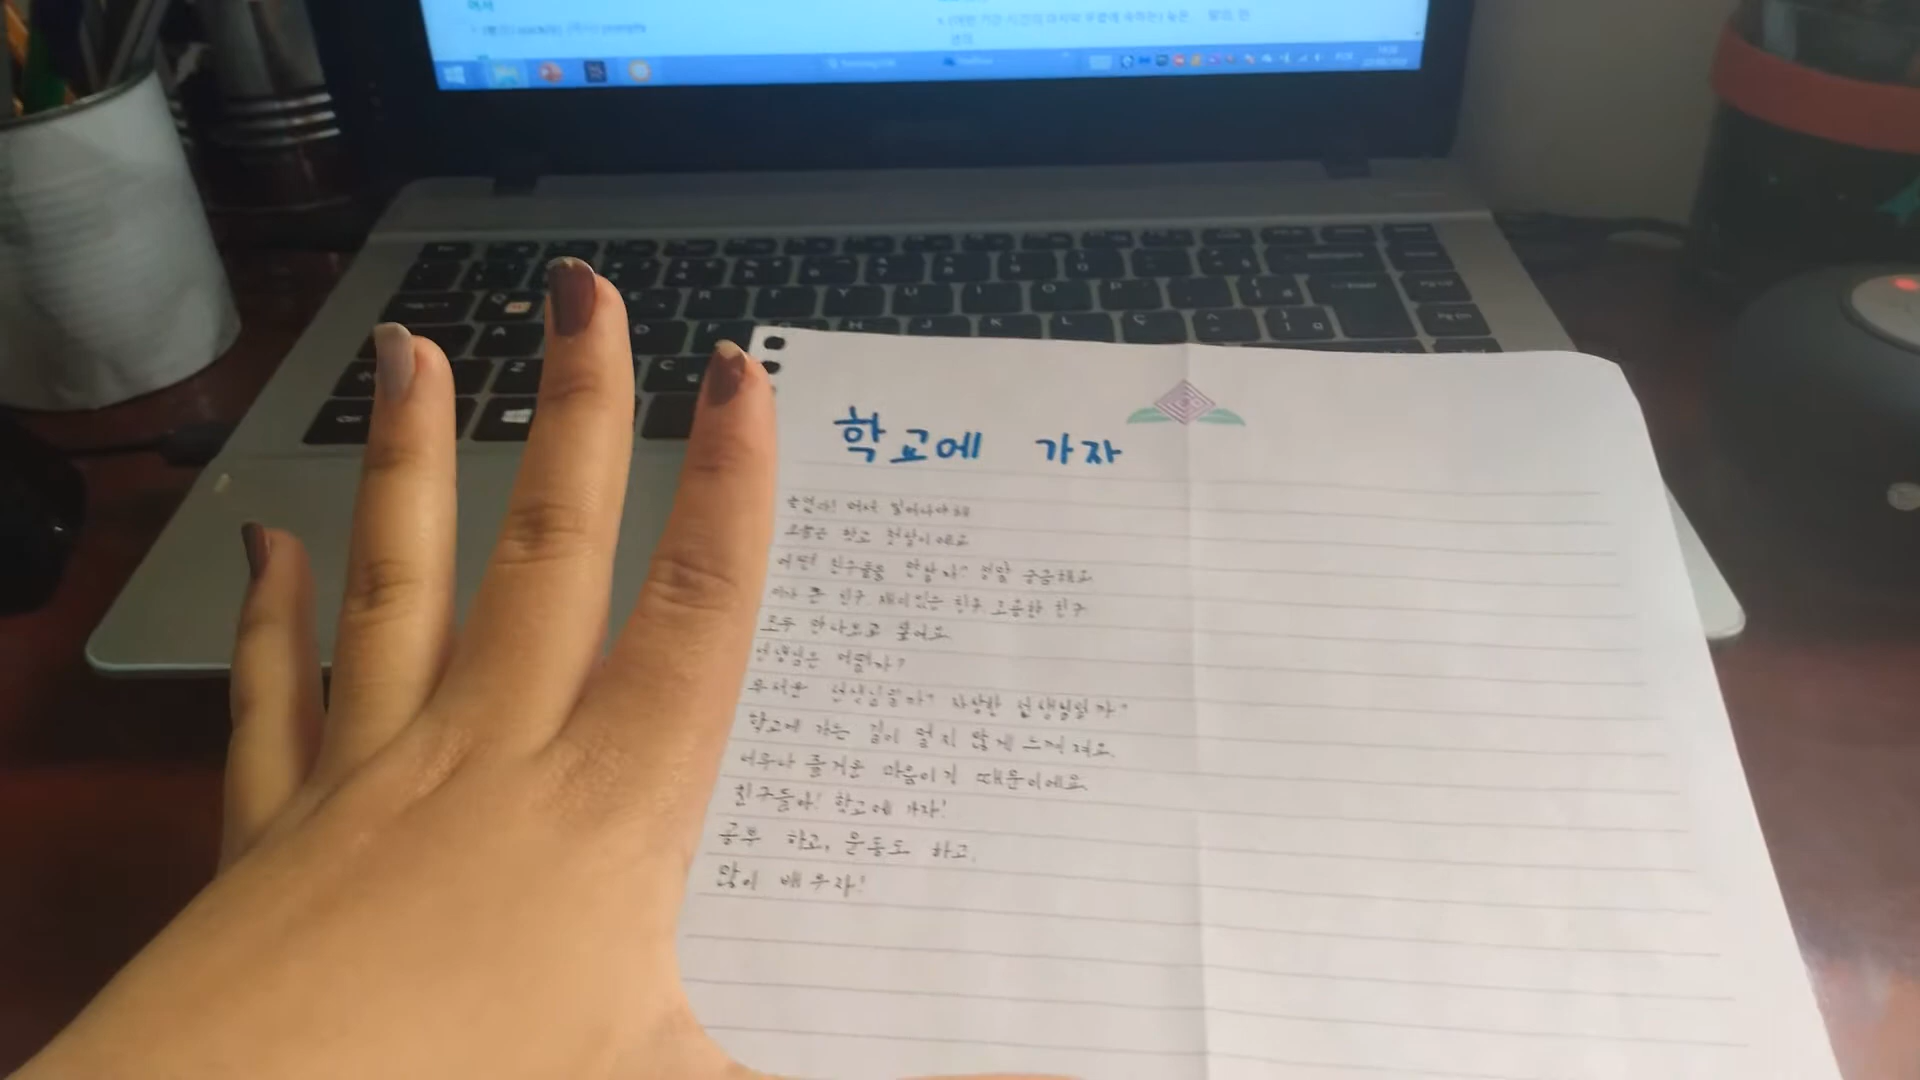 학교에 가자
어서 일어나야해
오늘은 학교 첫날이에요
어떤 친구들을 만날까? 정말 궁금해요
키가 큰 친구 재미있는 친구 조용한 친구
모두 만나보고 싶어요
선생님은 어떨까?
무서운 선생님일까? 자상한 선생님일까?
학교에 가는 길이 멀지 않게 느껴져요.
너무나 즐거운 마음이기 때문이에요.
친구들아! 학교에 가자!
공부 하고, 운동도 하고,
많이 배우자!